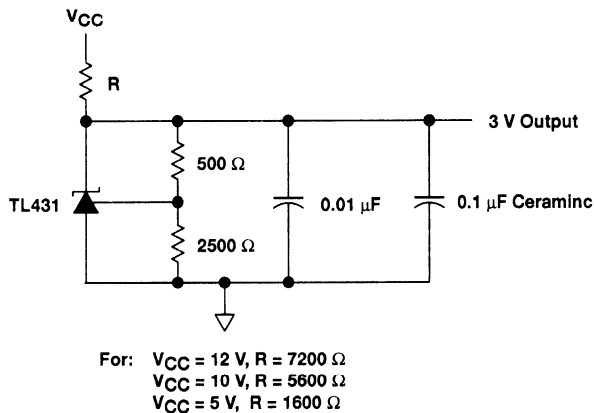 VCC
R
3 V Output
500 Ω
TL431
0.01 µF
0.1 µF Ceraminc
2500 Ω
For: VCC = 12 V, R = 7200 Ω
VCC = 10 V, R = 5600 Ω
VCC = 5 V, R = 1600 Ω